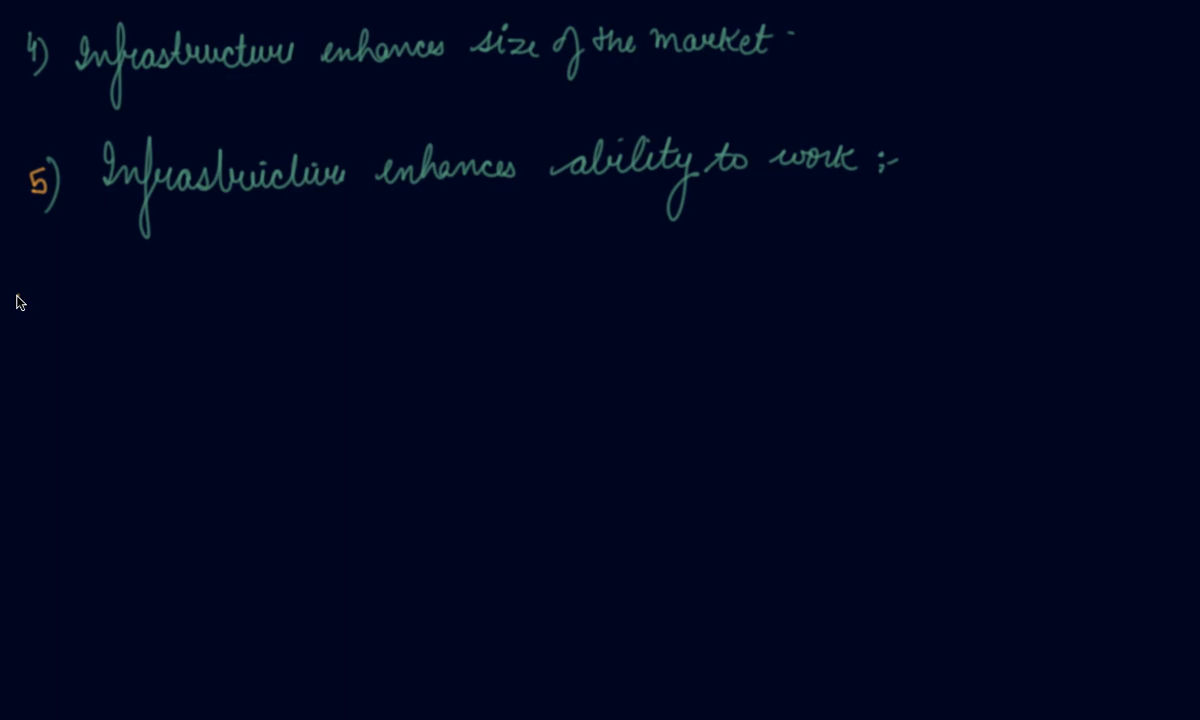 4) Infrastructure enhances size of the market -
5) Infrastructure enhances ability to work :-